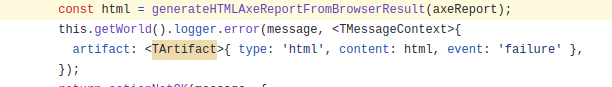 const html = generateHTMLAxeReportFromBrowserResult(axeReport);
this.getWorld().logger.error(message, <TMessageContext>{
artifact: <TArtifact>{ type: 'html', content: html, event: 'failure' },
});